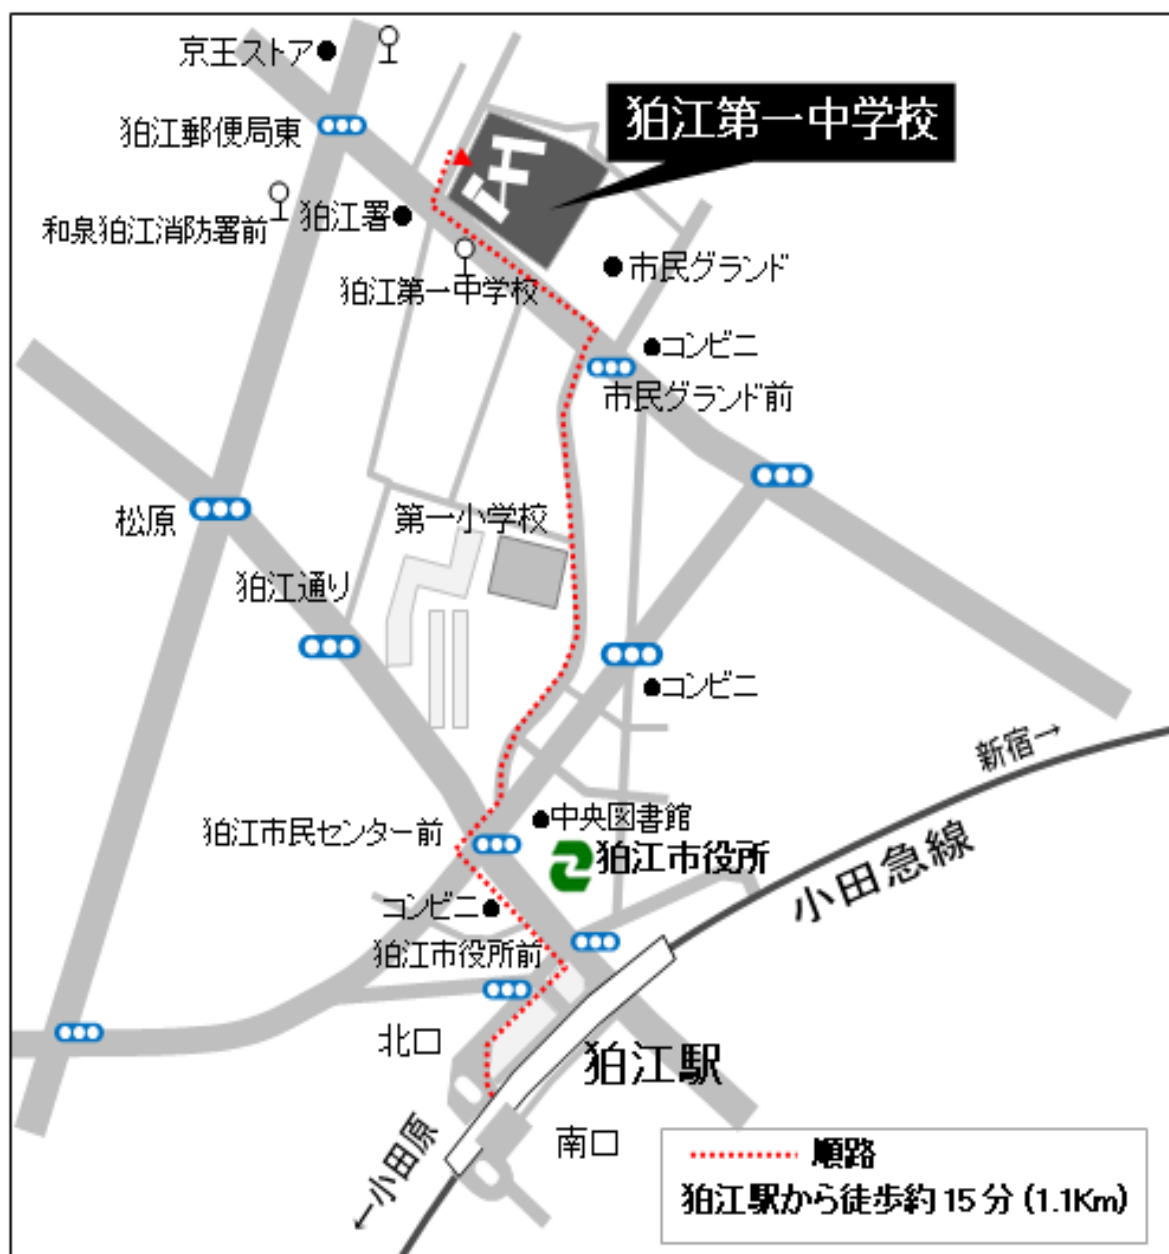 京王ストア
狛江第一中学校
狛江郵便局東
狛江署
和泉狛江消防署前
市民グランド
狛江第一中学校
コンビニ
市民グランド前
松原
第一小学校
狛江通り
コンビニ
新宿→
中央図書館
狛江市民センター前
狛江市役所
小田急線
コンビニ
狛江市役所前
北口
狛江駅
南口
←小田原
順路
狛江駅から徒歩約15分(1.1Km)